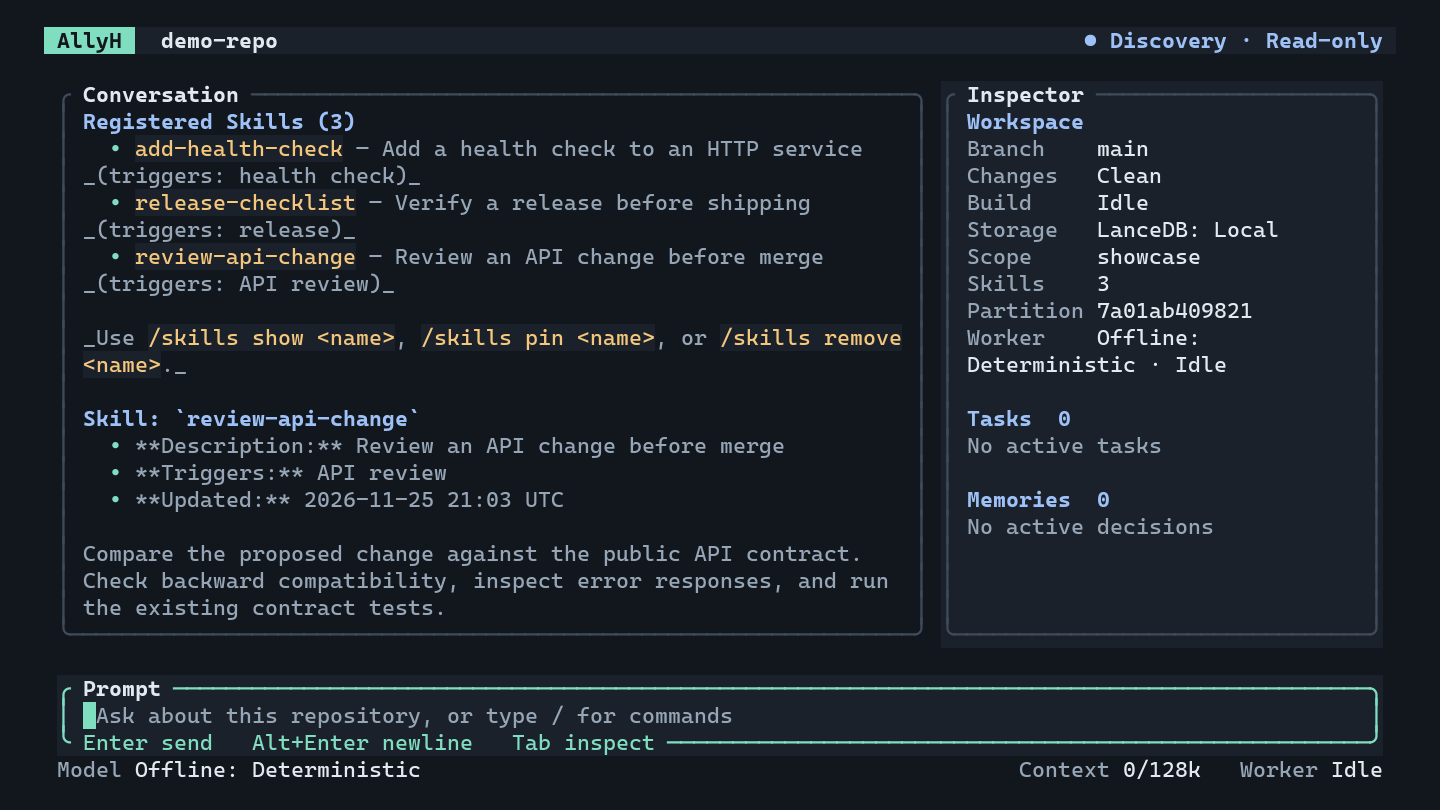 AllyH demo-repo ● Discovery · Read-only
Conversation
Registered Skills (3)
• add-health-check — Add a health check to an HTTP service
_(triggers: health check)_
• release-checklist — Verify a release before shipping
_(triggers: release)_
• review-api-change — Review an API change before merge
_(triggers: API review)_
_Use /skills show <name>, /skills pin <name>, or /skills remove
<name>._
Skill: `review-api-change`
• **Description:** Review an API change before merge
• **Triggers:** API review
• **Updated:** 2026-11-25 21:03 UTC
Compare the proposed change against the public API contract.
Check backward compatibility, inspect error responses, and run
the existing contract tests.
Inspector
Workspace
Branch main
Changes Clean
Build Idle
Storage LanceDB: Local
Scope showcase
Skills 3
Partition 7a01ab409821
Worker Offline:
Deterministic · Idle
Tasks 0
No active tasks
Memories 0
No active decisions
Prompt
Ask about this repository, or type / for commands
Enter send Alt+Enter newline Tab inspect
Model Offline: Deterministic Context 0/128k Worker Idle